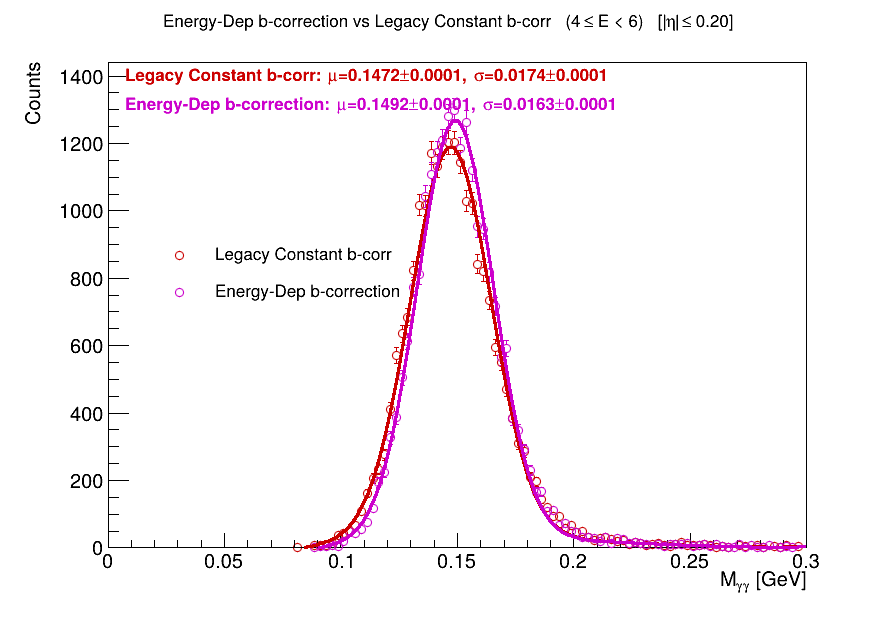 Energy-Dep b-correction vs Legacy Constant b-corr (4 ≤ E < 6) [|η| ≤ 0.20]
Counts
1400
Legacy Constant b-corr: μ=0.1472±0.0001, σ=0.0174±0.0001
Energy-Dep b-correction: μ=0.1492±0.0001, σ=0.0163±0.0001
1200
1000
Legacy Constant b-corr
800
Energy-Dep b-correction
600
400
200
0
0 0.05 0.1 0.15 0.2 0.25 0.3
Mγγ [GeV]